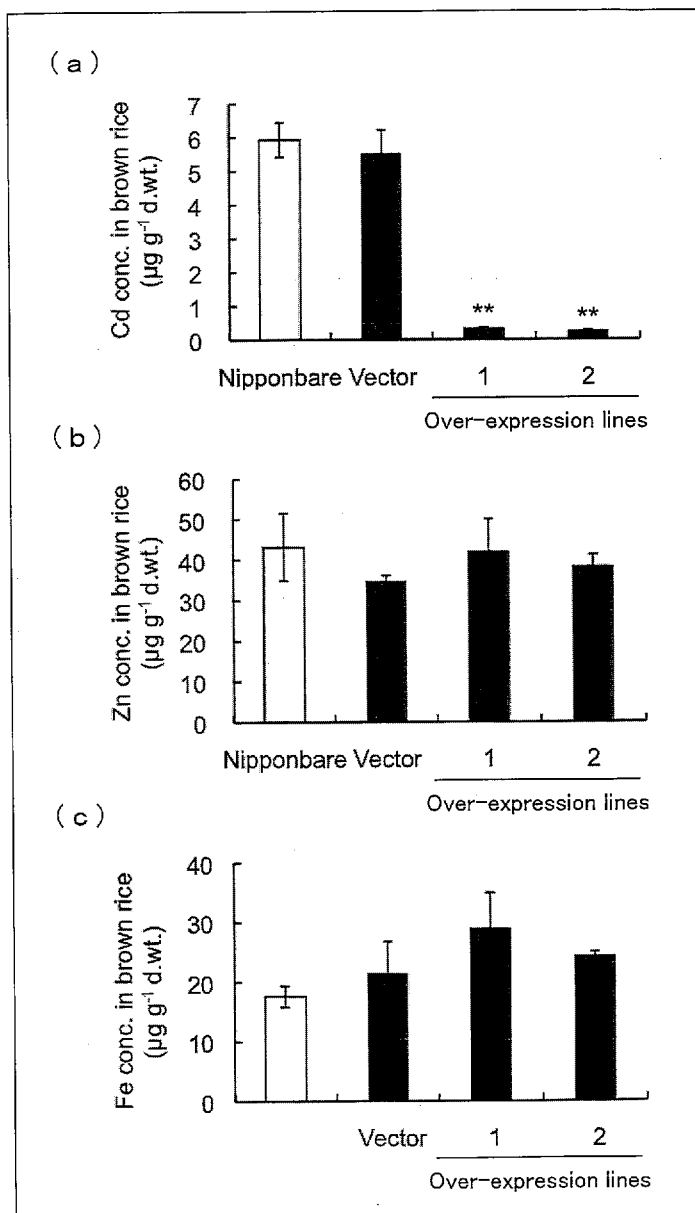 (a)
Cd conc. in brown rice
(µg g⁻¹ d.wt.)
7
6
5
4
3
2
1
0
** **
Nipponbare Vector 1 2
Over-expression lines
(b)
Zn conc. in brown rice
(µg g⁻¹ d.wt.)
60
50
40
30
20
10
0
Nipponbare Vector 1 2
Over-expression lines
(c)
Fe conc. in brown rice
(µg g⁻¹ d.wt.)
40
30
20
10
0
Vector 1 2
Over-expression lines